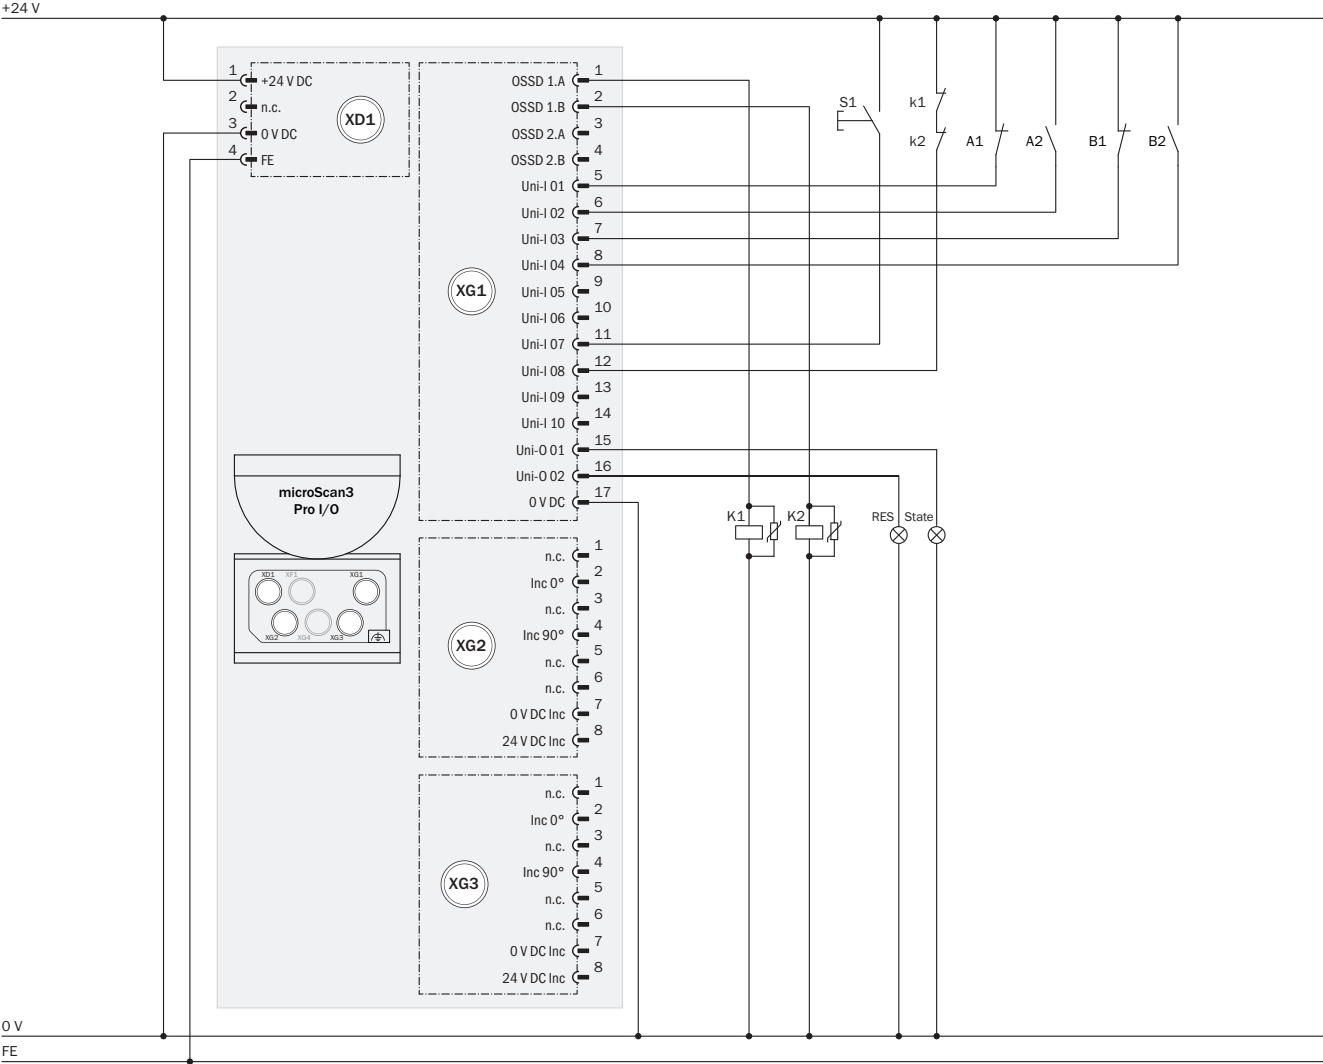 +24 V
1 +24 V DC
2 n.c.
3 0 V DC
4 FE
XD1
OSSD 1.A 1
OSSD 1.B 2
OSSD 2.A 3
OSSD 2.B 4
Uni-I 01 5
Uni-I 02 6
Uni-I 03 7
Uni-I 04 8
Uni-I 05 9
Uni-I 06 10
Uni-I 07 11
Uni-I 08 12
Uni-I 09 13
Uni-I 10 14
Uni-O 01 15
Uni-O 02 16
0 V DC 17
XG1
S1
k1
k2
A1
A2
B1
B2
K1
K2
RES
State
microScan3
Pro I/O
XD1
XF1
XG1
XG2
XG4
XG3
n.c. 1
Inc 0° 2
n.c. 3
Inc 90° 4
n.c. 5
n.c. 6
0 V DC Inc 7
24 V DC Inc 8
XG2
n.c. 1
Inc 0° 2
n.c. 3
Inc 90° 4
n.c. 5
n.c. 6
0 V DC Inc 7
24 V DC Inc 8
XG3
0 V
FE